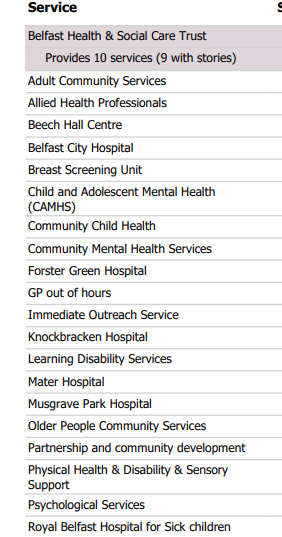 Service
Belfast Health & Social Care Trust
Provides 10 services (9 with stories)
Adult Community Services
Allied Health Professionals
Beech Hall Centre
Belfast City Hospital
Breast Screening Unit
Child and Adolescent Mental Health
(CAMHS)
Community Child Health
Community Mental Health Services
Forster Green Hospital
GP out of hours
Immediate Outreach Service
Knockbracken Hospital
Learning Disability Services
Mater Hospital
Musgrave Park Hospital
Older People Community Services
Partnership and community development
Physical Health & Disability & Sensory
Support
Psychological Services
Royal Belfast Hospital for Sick children